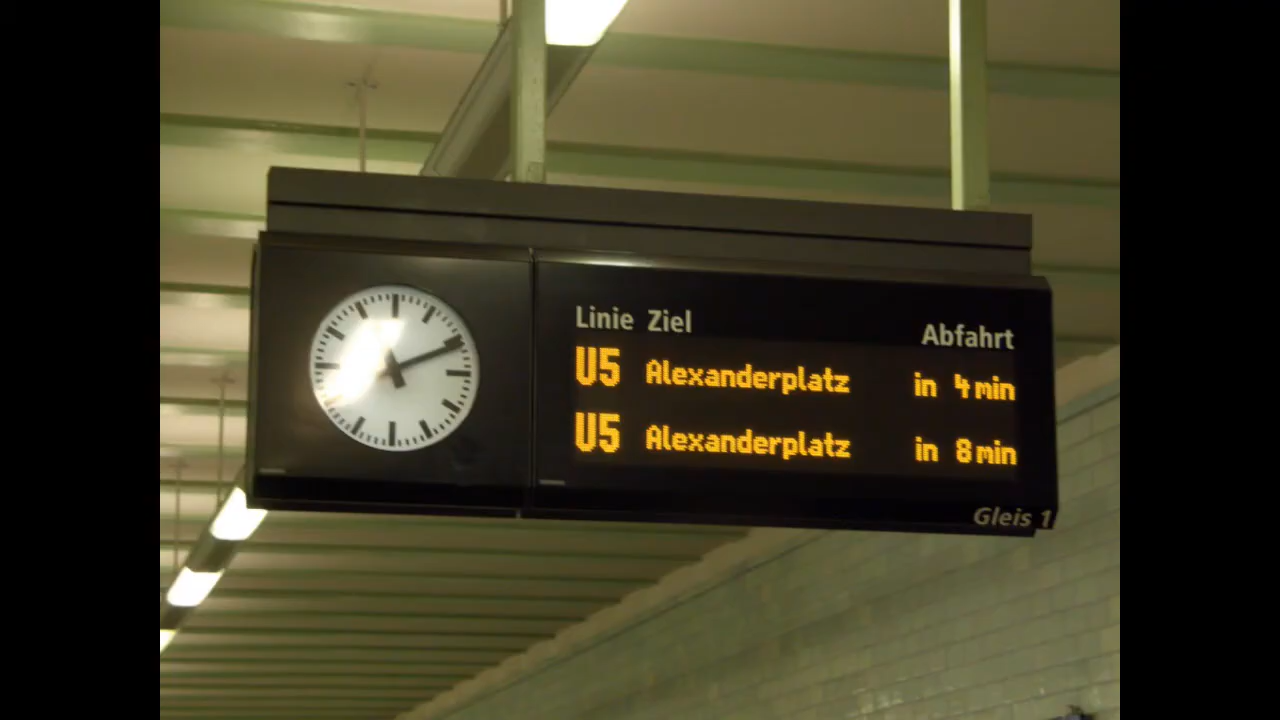 Linie Ziel Abfahrt
U5 Alexanderplatz in 4 min
U5 Alexanderplatz in 8 min
Gleis 1